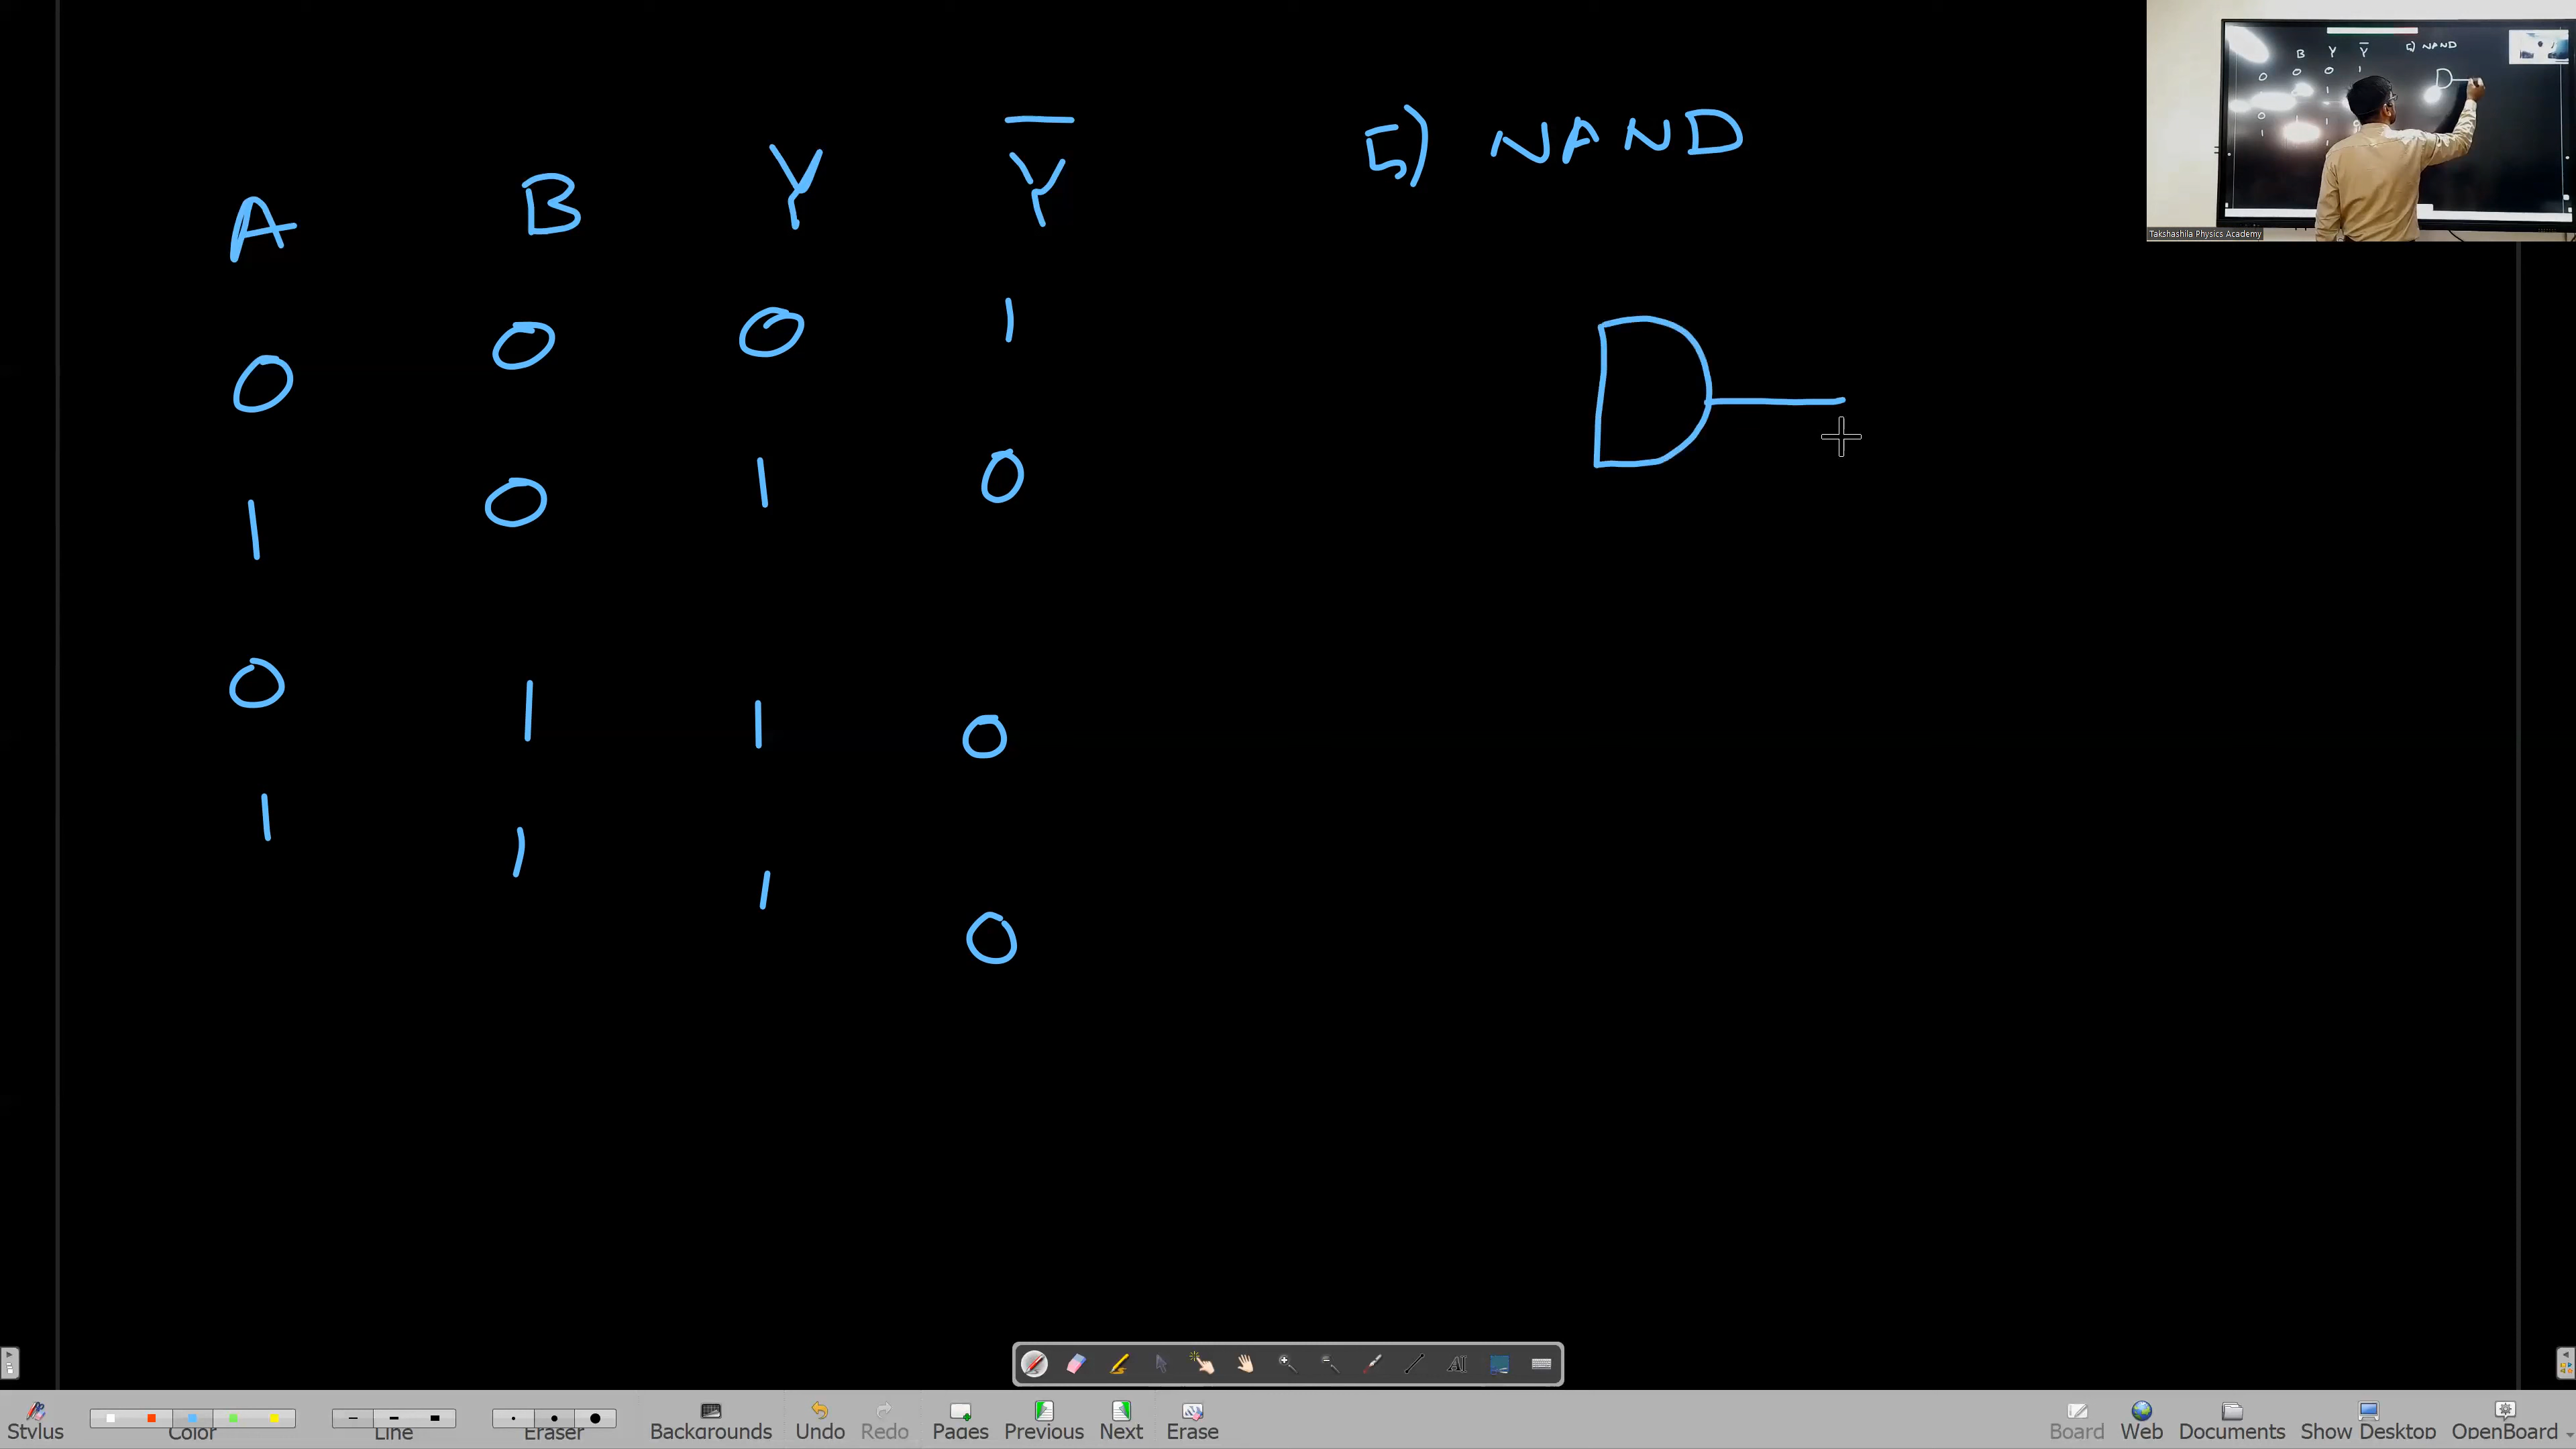 A B Y Y̅
0 0 0 1
1 0 1 0
0 1 1 0
1 1 1 0
5) NAND
B Y Y̅ 5) NAND
Takshashila Physics Academy
Stylus Color Line Eraser Backgrounds Undo Redo Pages Previous Next Erase Board Web Documents Show Desktop OpenBoard